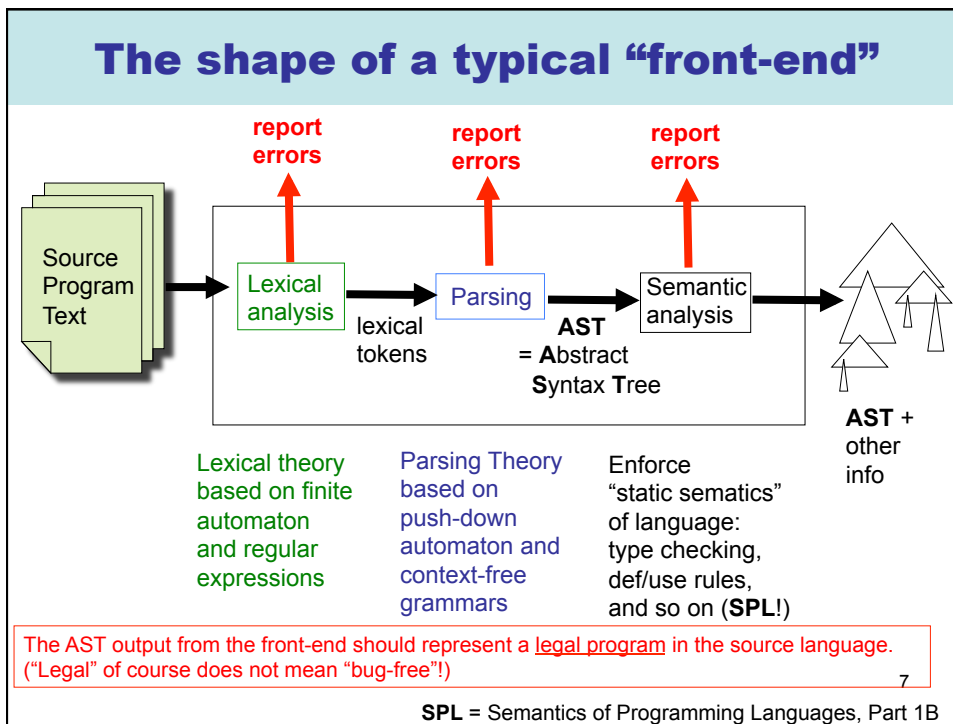 The shape of a typical “front-end”
report
errors
report
errors
report
errors
Source
Program
Text
Lexical
analysis
lexical
tokens
Parsing
AST
= Abstract
Syntax Tree
Semantic
analysis
AST +
other
info
Lexical theory
based on finite
automaton
and regular
expressions
Parsing Theory
based on
push-down
automaton and
context-free
grammars
Enforce
“static sematics”
of language:
type checking,
def/use rules,
and so on (SPL!)
The AST output from the front-end should represent a legal program in the source language.
(“Legal” of course does not mean “bug-free”!)
7
SPL = Semantics of Programming Languages, Part 1B